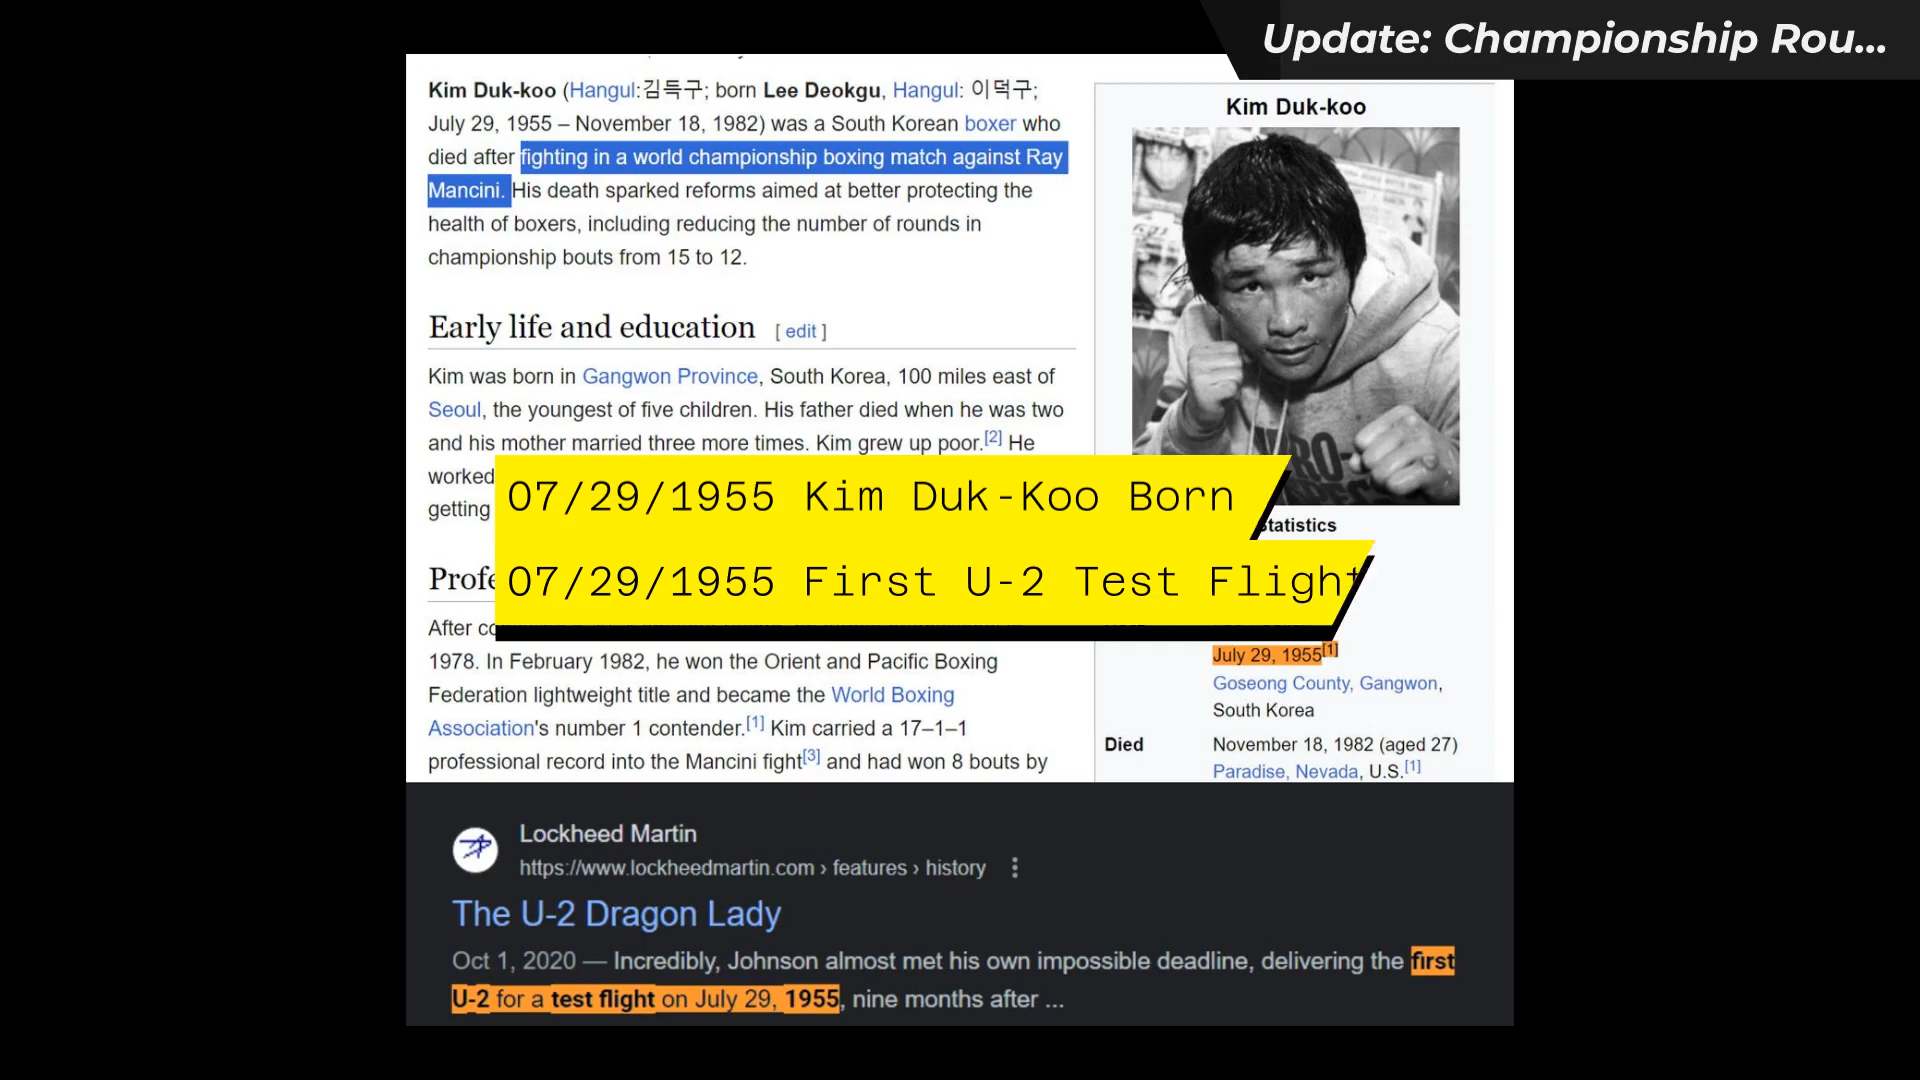 Update: Championship Rou...
Kim Duk-koo (Hangul:김득구; born Lee Deokgu, Hangul: 이덕구;
July 29, 1955 – November 18, 1982) was a South Korean boxer who
died after fighting in a world championship boxing match against Ray
Mancini. His death sparked reforms aimed at better protecting the
health of boxers, including reducing the number of rounds in
championship bouts from 15 to 12.
Early life and education [ edit ]
Kim was born in Gangwon Province, South Korea, 100 miles east of
Seoul, the youngest of five children. His father died when he was two
and his mother married three more times. Kim grew up poor.[2] He
worked
getting
07/29/1955 Kim Duk-Koo Born
07/29/1955 First U-2 Test Flight
After
1978. In February 1982, he won the Orient and Pacific Boxing
Federation lightweight title and became the World Boxing
Association's number 1 contender.[1] Kim carried a 17–1–1
professional record into the Mancini fight[3] and had won 8 bouts by
Kim Duk-koo
Statistics
July 29, 1955[1]
Goseong County, Gangwon,
South Korea
Died November 18, 1982 (aged 27)
Paradise, Nevada, U.S.[1]
Lockheed Martin
https://www.lockheedmartin.com › features › history
The U-2 Dragon Lady
Oct 1, 2020 — Incredibly, Johnson almost met his own impossible deadline, delivering the first
U-2 for a test flight on July 29, 1955, nine months after ...